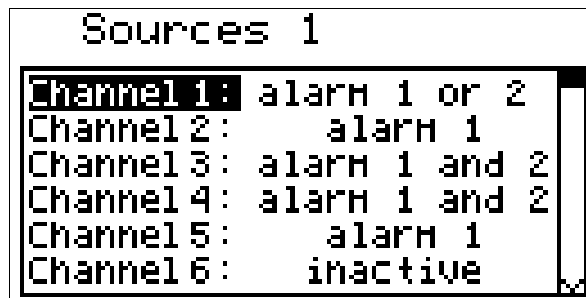 Sources 1
Channel 1: alarm 1 or 2
Channel 2: alarm 1
Channel 3: alarm 1 and 2
Channel 4: alarm 1 and 2
Channel 5: alarm 1
Channel 6: inactive